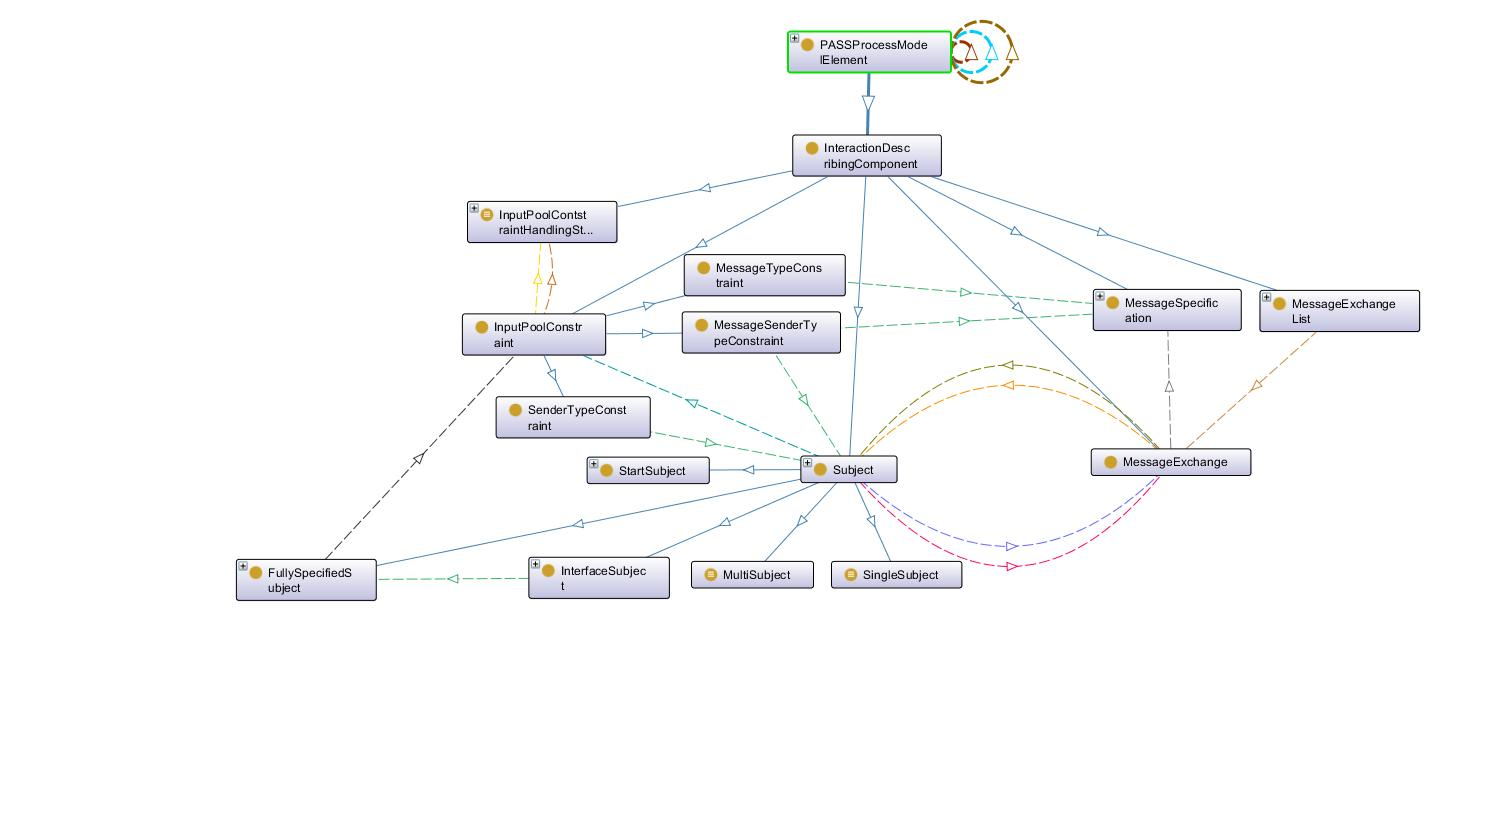 PASSProcessMode
lElement
InteractionDesc
ribingComponent
InputPoolContst
raintHandlingSt...
MessageTypeCons
traint
MessageSpecific
ation
MessageExchange
List
InputPoolConstr
aint
MessageSenderTy
peConstraint
SenderTypeConst
raint
StartSubject
Subject
MessageExchange
FullySpecifiedS
ubject
InterfaceSubjec
t
MultiSubject
SingleSubject